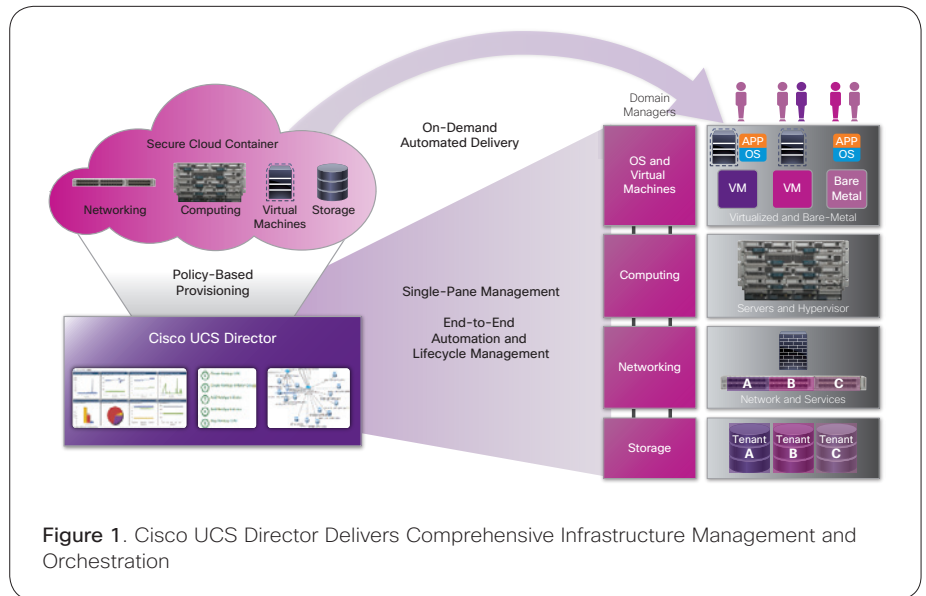 Secure Cloud Container
Networking
Computing
Virtual
Machines
Storage
Policy-Based
Provisioning
Cisco UCS Director
On-Demand
Automated Delivery
Single-Pane Management
End-to-End
Automation and
Lifecycle Management
Domain
Managers
OS and
Virtual
Machines
APP
OS
APP
OS
VM
VM
Bare
Metal
Virtualized and Bare-Metal
Computing
Servers and Hypervisor
Networking
A B C
Network and Services
Storage
Tenant
A
Tenant
B
Tenant
C
Figure 1. Cisco UCS Director Delivers Comprehensive Infrastructure Management and
Orchestration